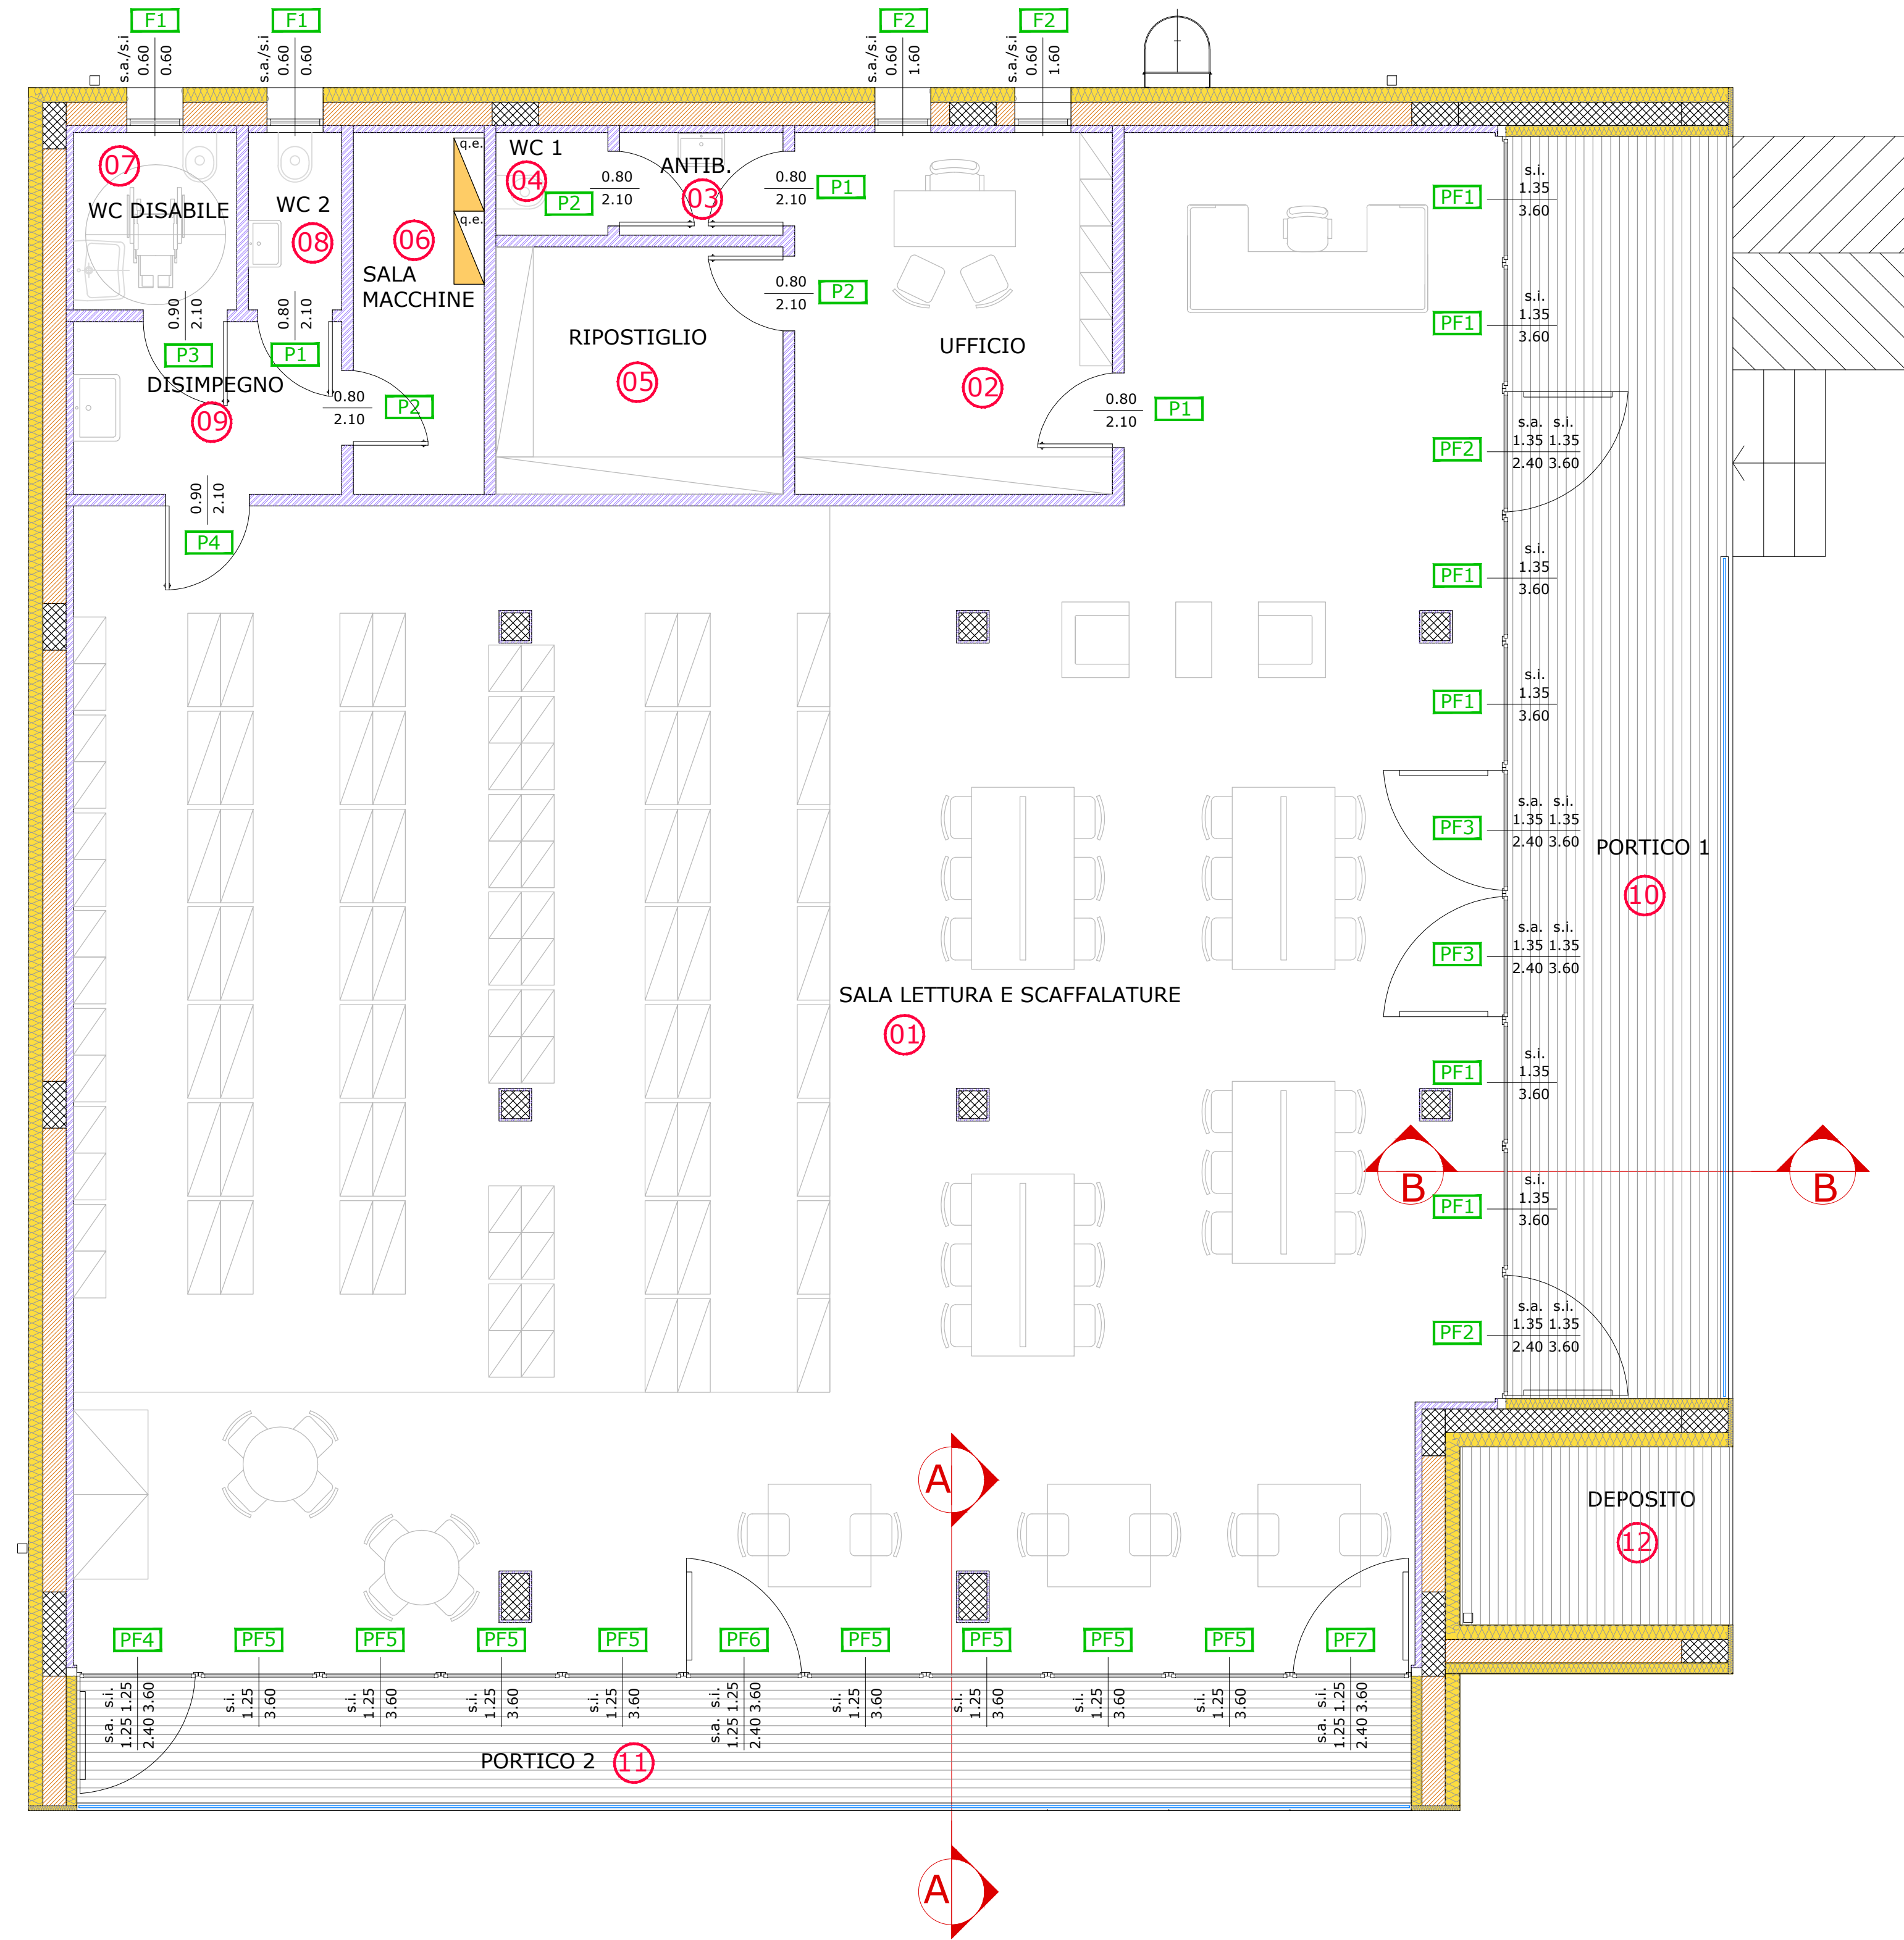 F1
F1
F2
F2
s.a./s.i
0.60
0.60
s.a./s.i
0.60
0.60
s.a./s.i
0.60
1.60
s.a./s.i
0.60
1.60
07
WC DISABILE
WC 2
08
06
SALA
MACCHINE
q.e.
q.e.
WC 1
04
P2
0.80
2.10
ANTIB.
03
0.80
2.10
P1
0.80
2.10
P2
RIPOSTIGLIO
05
UFFICIO
02
0.80
2.10
P1
0.90
2.10
P3
0.80
2.10
P1
DISIMPEGNO
09
0.80
2.10
P2
0.90
2.10
P4
PF1
s.i.
1.35
3.60
PF1
s.i.
1.35
3.60
PF2
s.a. s.i.
1.35 1.35
2.40 3.60
PF1
s.i.
1.35
3.60
PF1
s.i.
1.35
3.60
PF3
s.a. s.i.
1.35 1.35
2.40 3.60
PORTICO 1
10
PF3
s.a. s.i.
1.35 1.35
2.40 3.60
SALA LETTURA E SCAFFALATURE
01
PF1
s.i.
1.35
3.60
B
B
PF1
s.i.
1.35
3.60
PF2
s.a. s.i.
1.35 1.35
2.40 3.60
A
DEPOSITO
12
PF4
PF5
PF5
PF5
PF5
PF6
PF5
PF5
PF5
PF5
PF7
s.a. s.i.
1.25 1.25
2.40 3.60
s.i.
1.25
3.60
s.i.
1.25
3.60
s.i.
1.25
3.60
s.i.
1.25
3.60
s.a. s.i.
1.25 1.25
2.40 3.60
s.i.
1.25
3.60
s.i.
1.25
3.60
s.i.
1.25
3.60
s.i.
1.25
3.60
s.a. s.i.
1.25 1.25
2.40 3.60
PORTICO 2
11
A